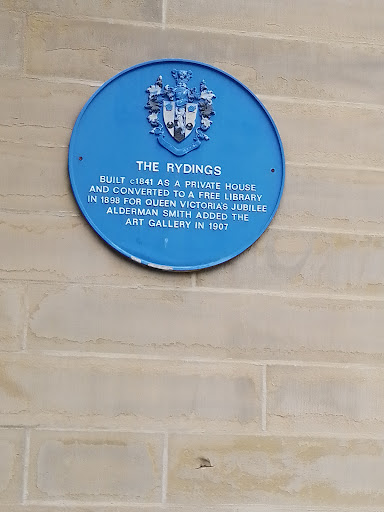 THE RYDINGS
BUILT c1841 AS A PRIVATE HOUSE
AND CONVERTED TO A FREE LIBRARY
IN 1898 FOR QUEEN VICTORIA'S JUBILEE
ALDERMAN SMITH ADDED THE
ART GALLERY IN 1907